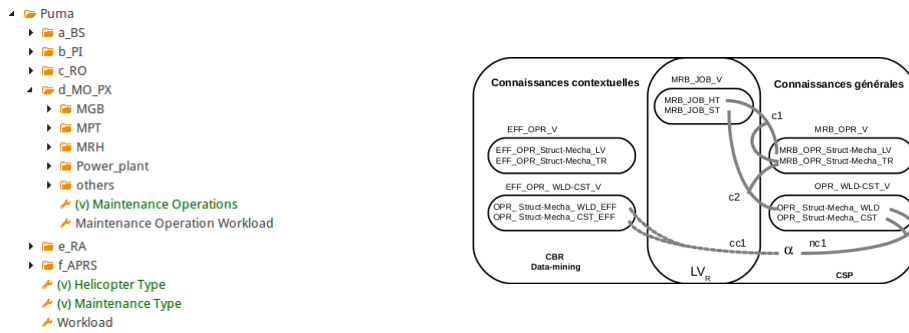 Puma
a_BS
b_PI
c_RO
d_MO_PX
MGB
MPT
MRH
Power_plant
others
(v) Maintenance Operations
Maintenance Operation Workload
e_RA
f_APRS
(v) Helicopter Type
(v) Maintenance Type
Workload
Connaissances contextuelles
MRB_JOB_V
Connaissances générales
MRB_JOB_HT
MRB_JOB_ST
c1
EFF_OPR_V
MRB_OPR_V
EFF_OPR_Struct-Mecha_LV
EFF_OPR_Struct-Mecha_TR
MRB_OPR_Struct-Mecha_LV
MRB_OPR_Struct-Mecha_TR
EFF_OPR_ WLD-CST_V
c2
OPR_ WLD-CST_V
OPR_ Struct-Mecha_ WLD_EFF
OPR_ Struct-Mecha_ CST_EFF
OPR_ Struct-Mecha_ WLD
OPR_ Struct-Mecha_ CST
cc1
α
nc1
CBR
Data-mining
LVR
CSP